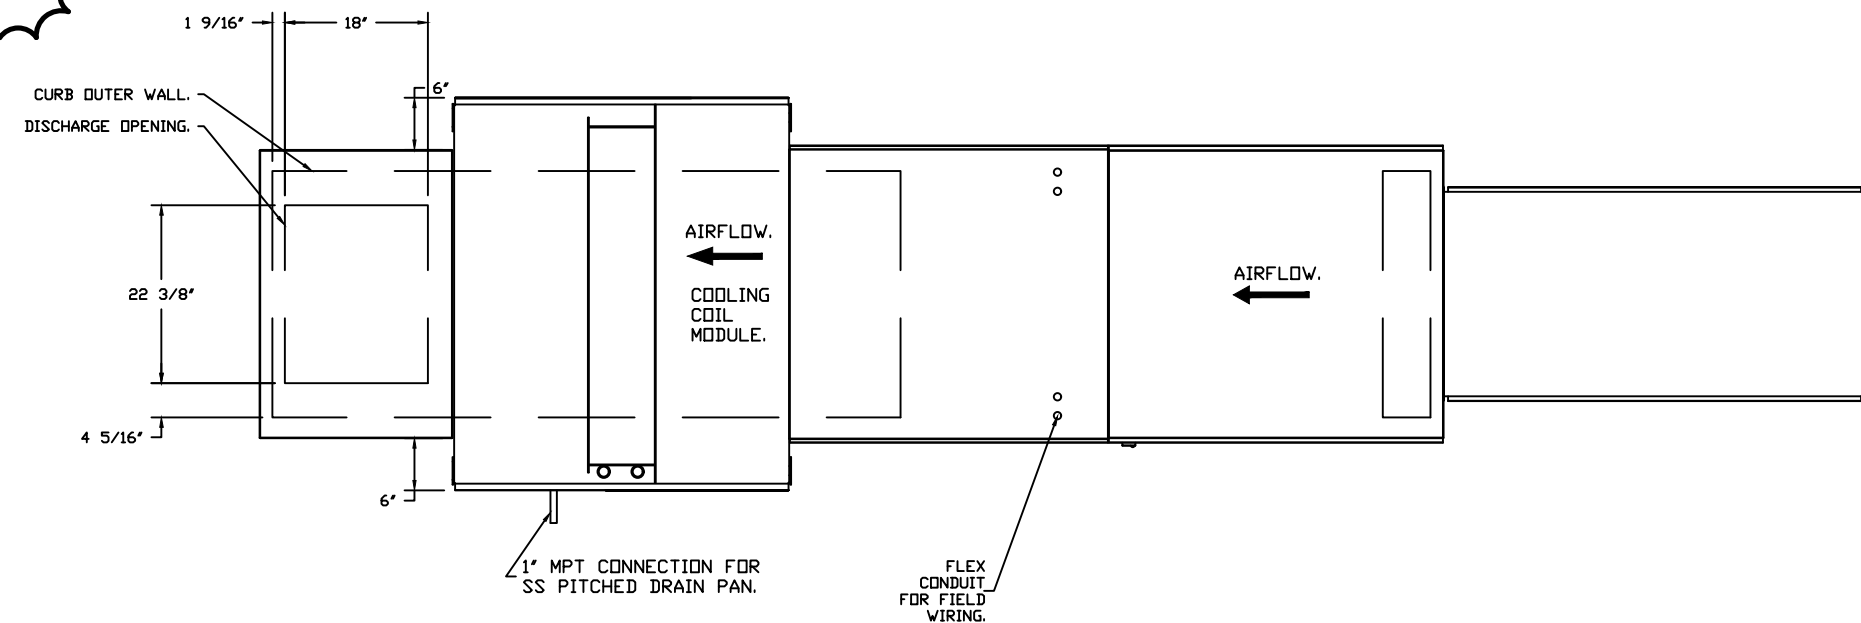 1 9/16"
18"
6"
CURB OUTER WALL.
DISCHARGE OPENING.
AIRFLOW.
COOLING
COIL
MODULE.
AIRFLOW.
22 3/8"
4 5/16"
6"
1" MPT CONNECTION FOR
SS PITCHED DRAIN PAN.
FLEX
CONDUIT
FOR FIELD
WIRING.